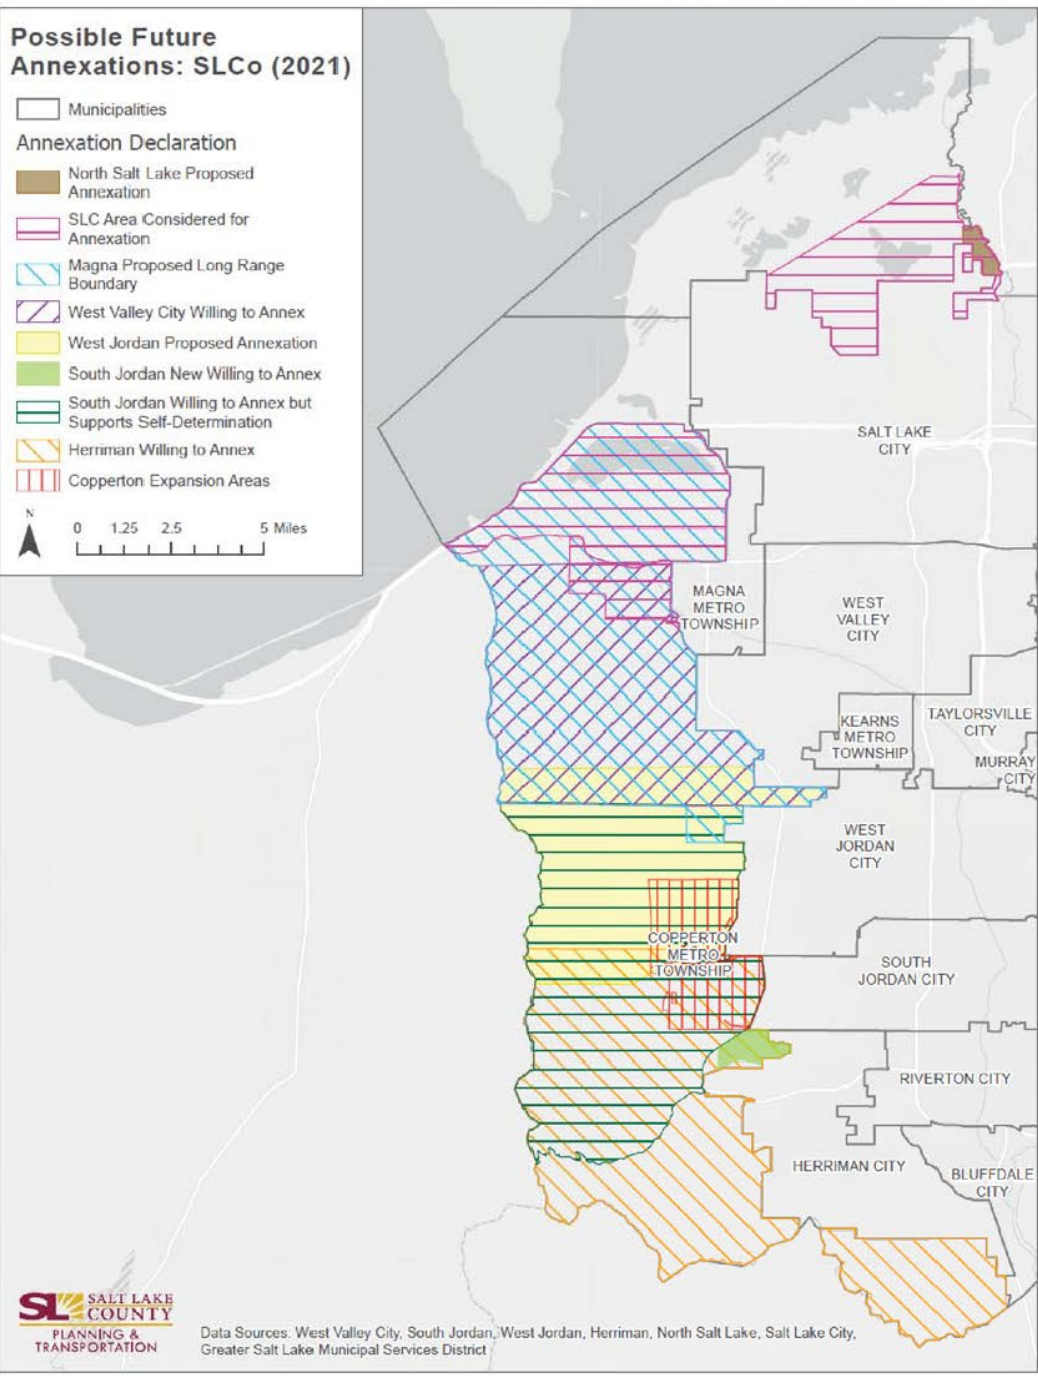 Possible Future
Annexations: SLCo (2021)
Municipalities
Annexation Declaration
North Salt Lake Proposed
Annexation
SLC Area Considered for
Annexation
Magna Proposed Long Range
Boundary
West Valley City Willing to Annex
West Jordan Proposed Annexation
South Jordan New Willing to Annex
South Jordan Willing to Annex but
Supports Self-Determination
Herriman Willing to Annex
Copperton Expansion Areas
N
0 1.25 2.5 5 Miles
SALT LAKE
CITY
MAGNA
METRO
TOWNSHIP
WEST
VALLEY
CITY
KEARNS
METRO
TOWNSHIP
TAYLORSVILLE
CITY
MURRAY
CITY
WEST
JORDAN
CITY
COPPERTON
METRO
TOWNSHIP
SOUTH
JORDAN CITY
RIVERTON CITY
HERRIMAN CITY
BLUFFDALE
CITY
SL SALT LAKE
COUNTY
PLANNING &
TRANSPORTATION
Data Sources: West Valley City, South Jordan, West Jordan, Herriman, North Salt Lake, Salt Lake City,
Greater Salt Lake Municipal Services District